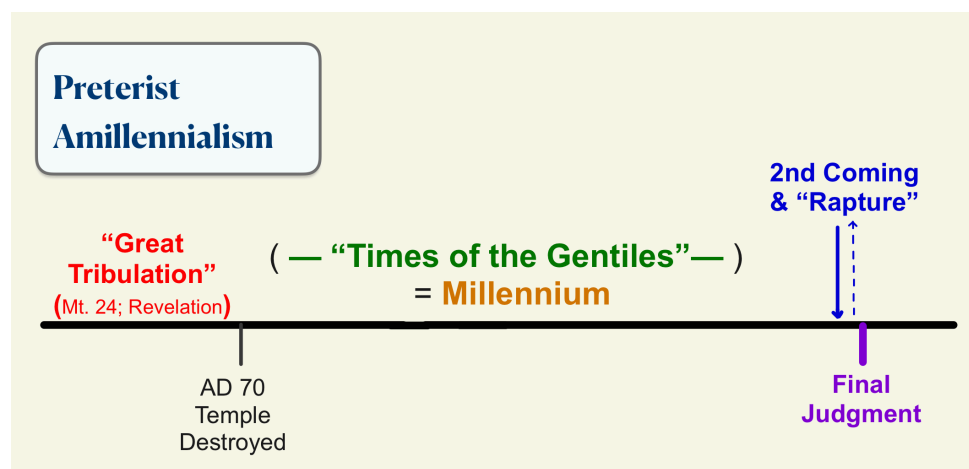 Preterist
Amillennialism
2nd Coming
& “Rapture”
“Great
Tribulation”
(Mt. 24; Revelation)
( — “Times of the Gentiles”— )
= Millennium
AD 70
Temple
Destroyed
Final
Judgment